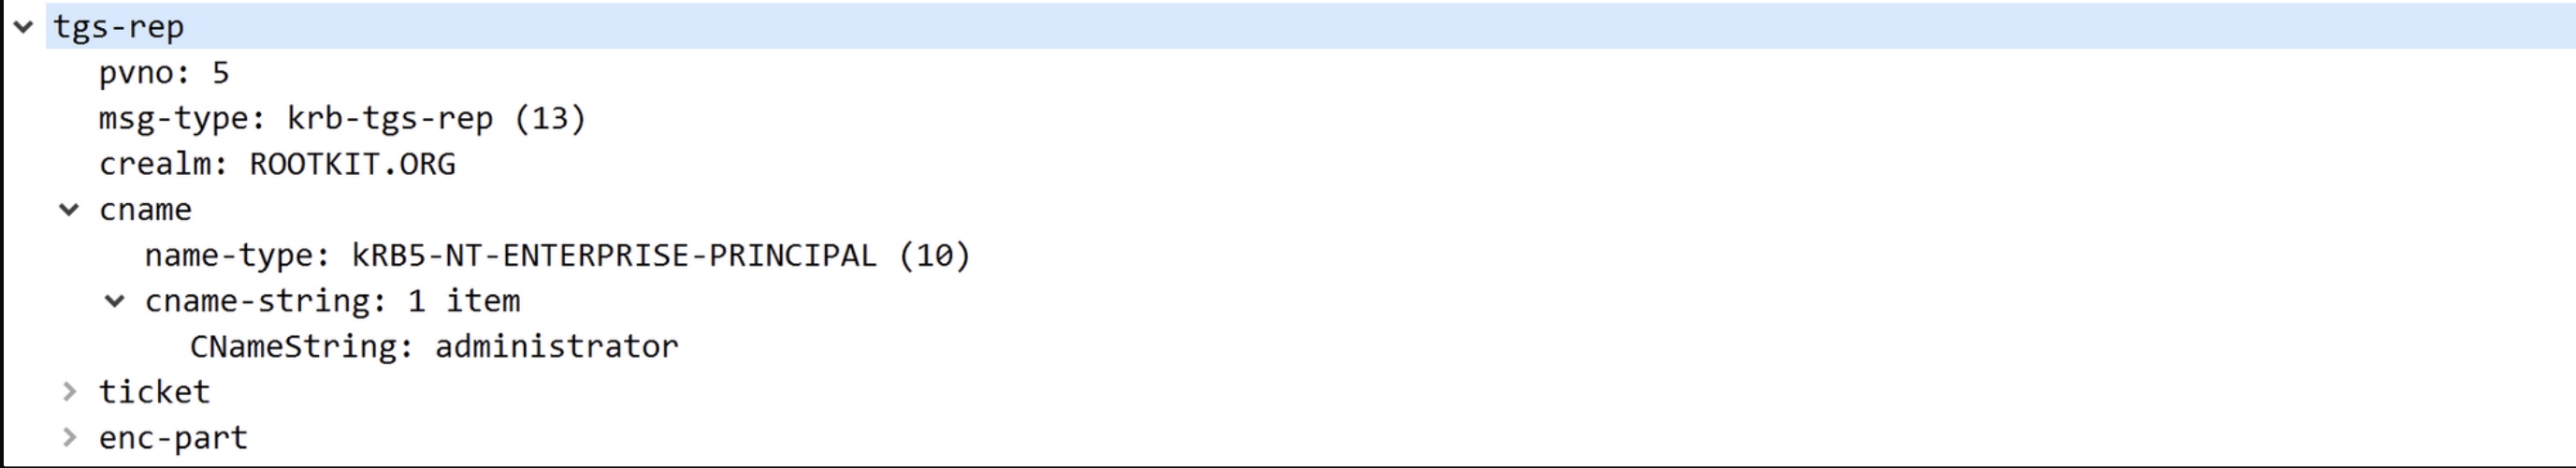 tgs-rep
pvno: 5
msg-type: krb-tgs-rep (13)
crealm: ROOTKIT.ORG
cname
name-type: kRB5-NT-ENTERPRISE-PRINCIPAL (10)
cname-string: 1 item
CNameString: administrator
ticket
enc-part